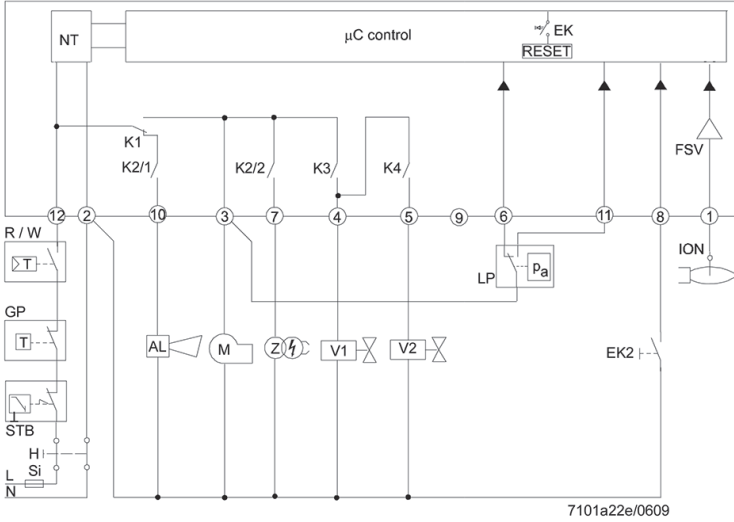 NT
µC control
EK
RESET
K1
K2/1
K2/2
K3
K4
FSV
12
2
10
3
7
4
5
9
6
11
8
1
R / W
T
LP
pa
ION
GP
T
AL
M
Z
V1
V2
EK2
STB
H
Si
L
N
7101a22e/0609